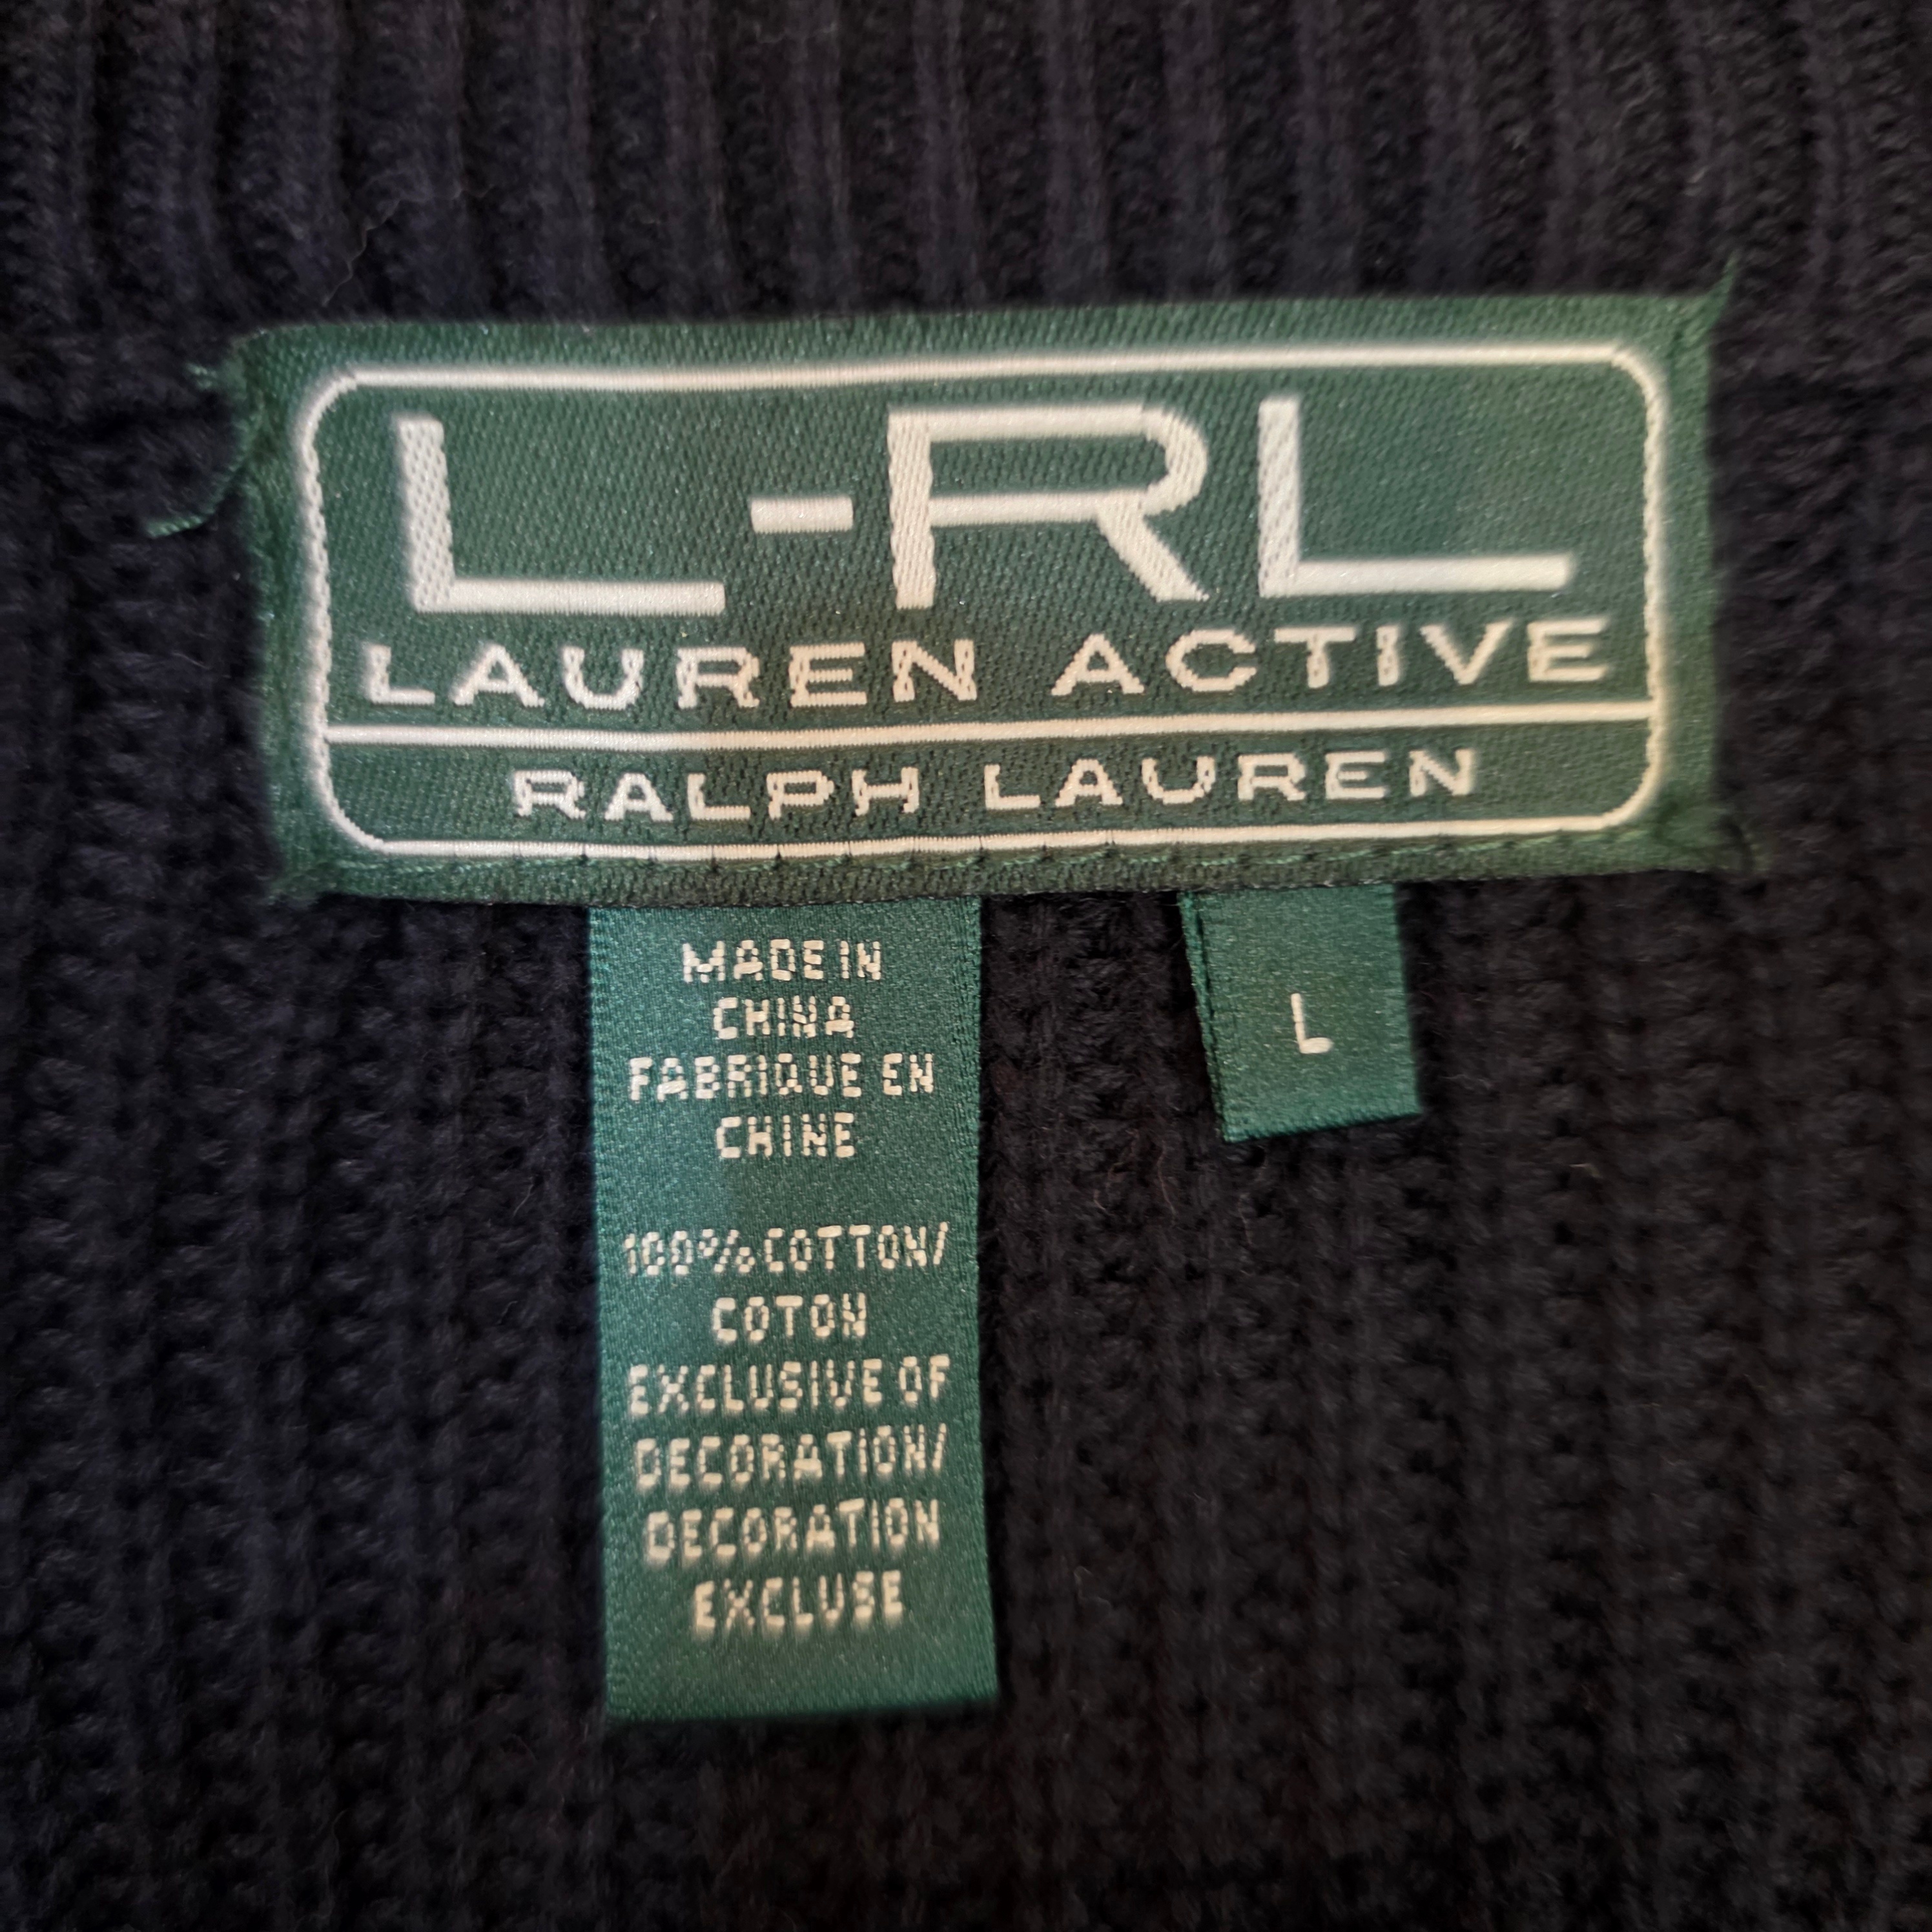 L-RL
LAUREN ACTIVE
RALPH LAUREN
MADE IN
CHINA
FABRIQUE EN
CHINE
100% COTTON/
COTON
EXCLUSIVE OF
DECORATION/
DECORATION
EXCLUSE
L